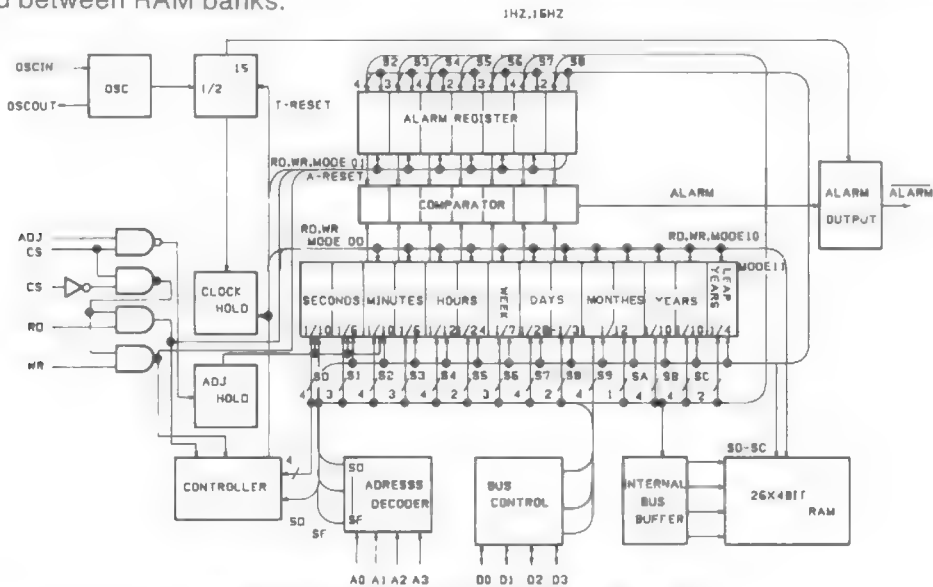 d between RAM banks.
1HZ,16HZ
OSCIN
OSCOUT
OSC
15
1/2
T-RESET
S2 S3 S4 S5 S6 S7 S8
4 3 4 2 3 4 2
ALARM REGISTER
RD,WR,MODE 01
A-RESET
COMPARATOR
ALARM
ALARM OUTPUT
ALARM
RD,WR
MODE 00
RD,WR,MODE10
MODE11
ADJ
CS
CS
RD
WR
CLOCK
HOLD
SECONDS MINUTES HOURS WEEK DAYS MONTHES YEARS LEAP YEARS
1/10 1/6 1/10 1/6 1/12 1/24 1/7 1/28-1/31 1/12 1/10 1/10 1/4
ADJ
HOLD
S0 S1 S2 S3 S4 S5 S6 S7 S8 S9 SA SB SC
4 3 4 3 4 2 3 4 2 4 1 4 4 2
CONTROLLER
4
S0
SF
S0
SF
ADRESSS
DECODER
A0 A1 A2 A3
BUS
CONTROL
D0 D1 D2 D3
INTERNAL
BUS
BUFFER
S0-SC
26X4BIT
RAM